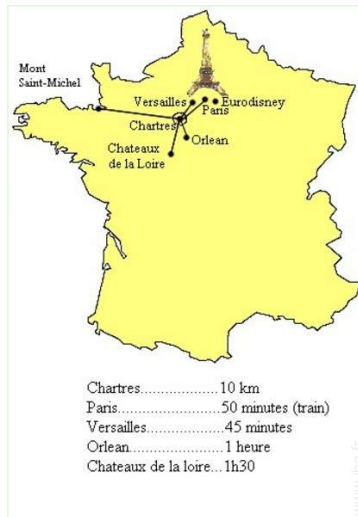 Mont
Saint-Michel
Versailles
Eurodisney
Paris
Chartres
Orlean
Chateaux
de la Loire
Chartres.....................10 km
Paris............................50 minutes (train)
Versailles...................45 minutes
Orlean.........................1 heure
Chateaux de la loire...1h30